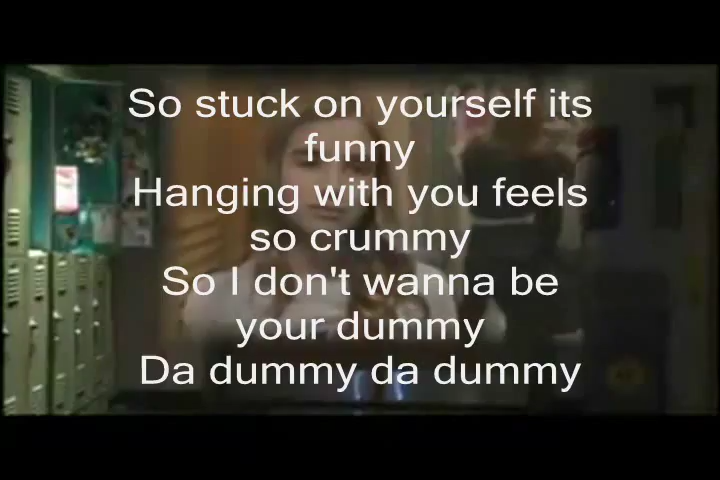 So stuck on yourself its
funny
Hanging with you feels
so crummy
So I don't wanna be
your dummy
Da dummy da dummy